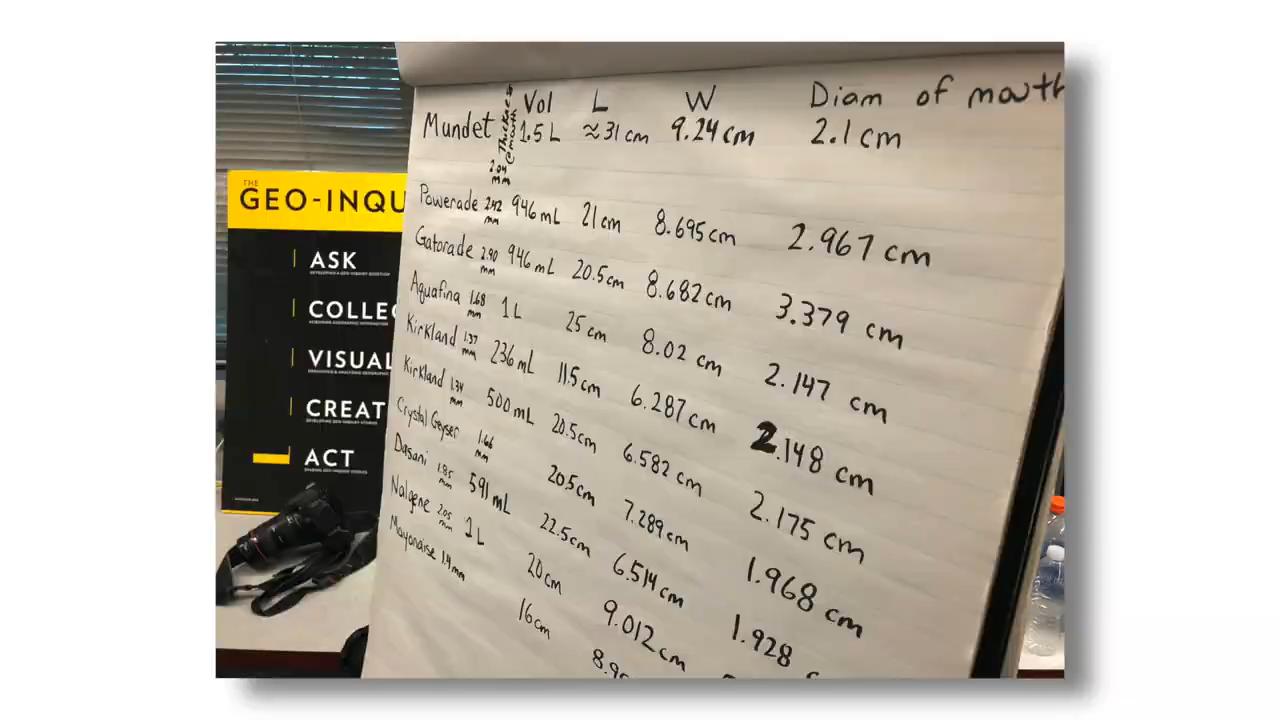 THE
GEO-INQU
ASK
COLLEC
VISUAL
CREAT
ACT
Thickness @ mouth Vol L W Diam of mouth
Mundet 2.04 mm 1.5 L ≈31 cm 9.24 cm 2.1 cm
Powerade 2.42 mm 946 mL 21 cm 8.695 cm 2.967 cm
Gatorade 2.90 mm 946 mL 20.5 cm 8.682 cm 3.379 cm
Aquafina 1.68 mm 1 L 25 cm 8.02 cm 2.147 cm
Kirkland 1.37 mm 236 mL 11.5 cm 6.287 cm 2.148 cm
Kirkland 1.34 mm 500 mL 20.5 cm 6.582 cm 2.175 cm
Crystal Geyser 1.66 mm 20.5 cm 7.289 cm 1.968 cm
Dasani 1.85 mm 591 mL 22.5 cm 6.514 cm 1.928 c
Nalgene 2.05 mm 1 L 20 cm 9.012 cm
Mayonaise 1.4 mm 16 cm 8.9